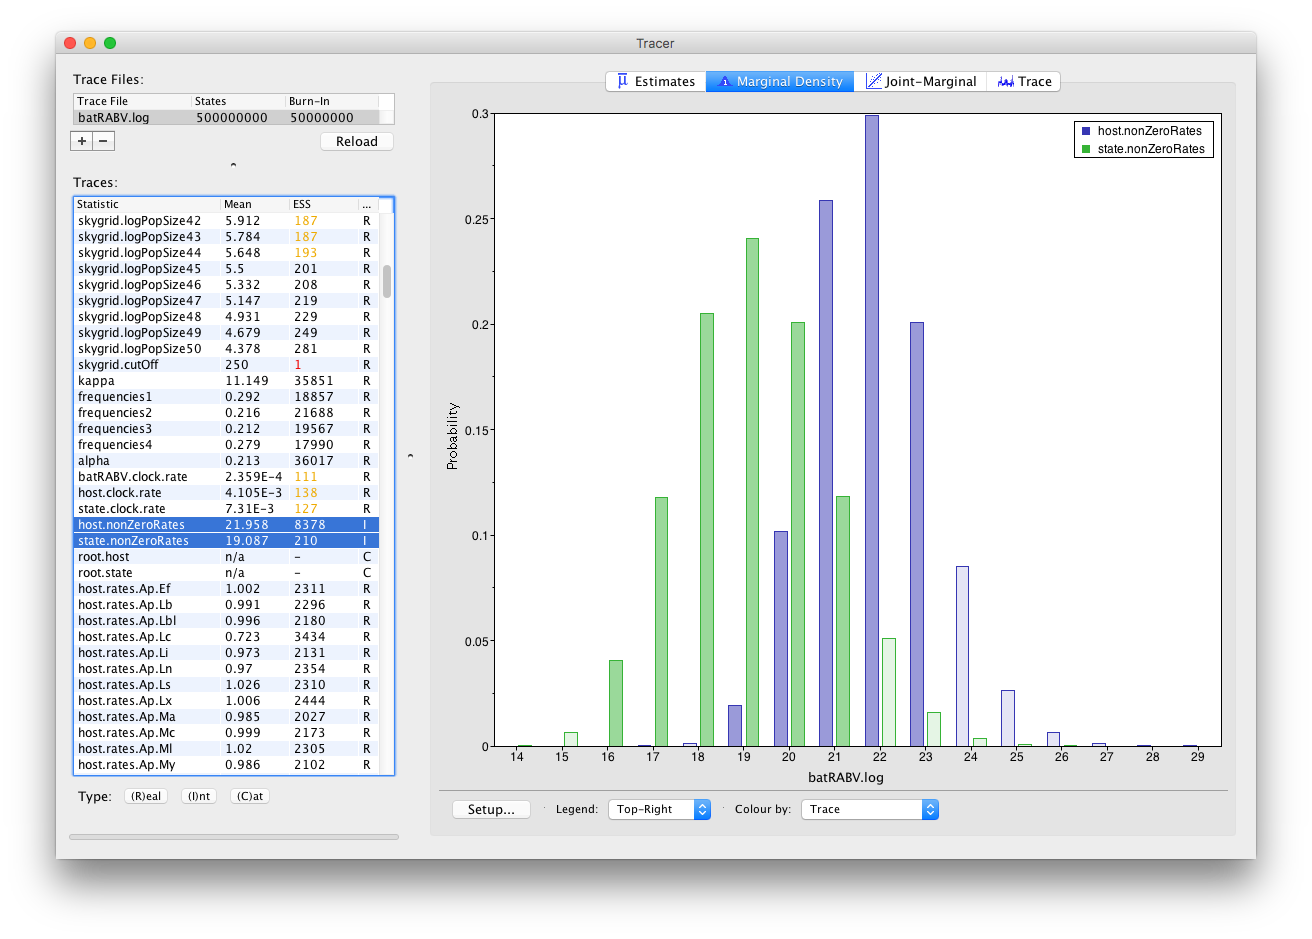 Tracer
Trace Files:
Trace File States Burn-In
batRABV.log 500000000 50000000
+ − Reload
Traces:
Statistic Mean ESS ...
skygrid.logPopSize42 5.912 187 R
skygrid.logPopSize43 5.784 187 R
skygrid.logPopSize44 5.648 193 R
skygrid.logPopSize45 5.5 201 R
skygrid.logPopSize46 5.332 208 R
skygrid.logPopSize47 5.147 219 R
skygrid.logPopSize48 4.931 229 R
skygrid.logPopSize49 4.679 249 R
skygrid.logPopSize50 4.378 281 R
skygrid.cutOff 250 1 R
kappa 11.149 35851 R
frequencies1 0.292 18857 R
frequencies2 0.216 21688 R
frequencies3 0.212 19567 R
frequencies4 0.279 17990 R
alpha 0.213 36017 R
batRABV.clock.rate 2.359E-4 111 R
host.clock.rate 4.105E-3 138 R
state.clock.rate 7.31E-3 127 R
host.nonZeroRates 21.958 8378 I
state.nonZeroRates 19.087 210 I
root.host n/a - C
root.state n/a - C
host.rates.Ap.Ef 1.002 2311 R
host.rates.Ap.Lb 0.991 2296 R
host.rates.Ap.Lbl 0.996 2180 R
host.rates.Ap.Lc 0.723 3434 R
host.rates.Ap.Li 0.973 2131 R
host.rates.Ap.Ln 0.97 2354 R
host.rates.Ap.Ls 1.026 2310 R
host.rates.Ap.Lx 1.006 2444 R
host.rates.Ap.Ma 0.985 2027 R
host.rates.Ap.Mc 0.999 2173 R
host.rates.Ap.Ml 1.02 2305 R
host.rates.Ap.My 0.986 2102 R
Type: (R)eal (I)nt (C)at
Estimates Marginal Density Joint-Marginal Trace
host.nonZeroRates
state.nonZeroRates
0.3
0.25
0.2
0.15
0.1
0.05
0
Probability
14 15 16 17 18 19 20 21 22 23 24 25 26 27 28 29
batRABV.log
Setup... Legend: Top-Right Colour by: Trace